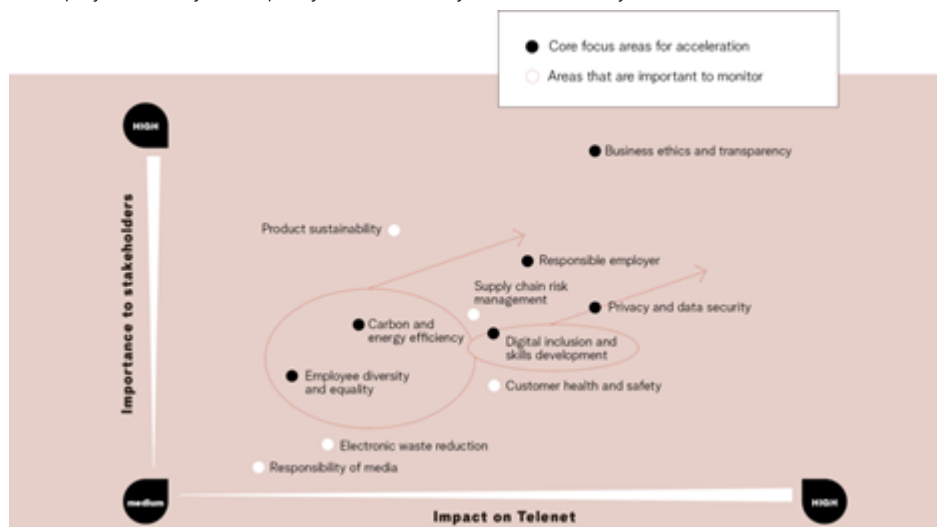 Core focus areas for acceleration
Areas that are important to monitor
HIGH
Business ethics and transparency
Product sustainability
Responsible employer
Supply chain risk
management
Privacy and data security
Carbon and
energy efficiency
Digital inclusion and
skills development
Employee diversity
and equality
Customer health and safety
Electronic waste reduction
Responsibility of media
Importance to stakeholders
medium
HIGH
Impact on Telenet